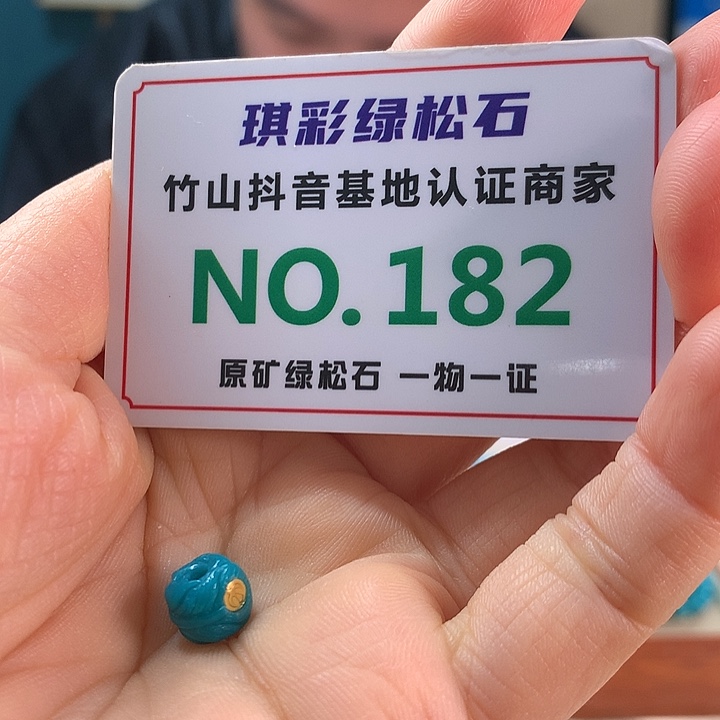 琪彩绿松石
竹山抖音基地认证商家
NO.182
原矿绿松石 一物一证